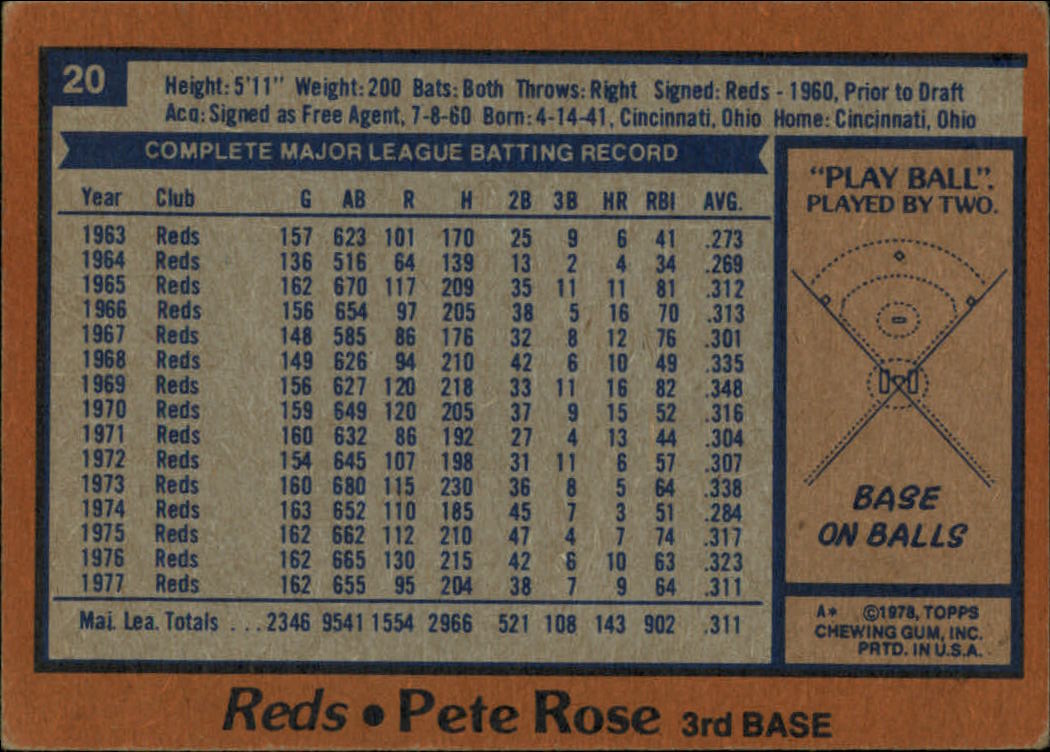 20
Height: 5'11" Weight: 200 Bats: Both Throws: Right Signed: Reds - 1960, Prior to Draft
Acq: Signed as Free Agent, 7-8-60 Born: 4-14-41, Cincinnati, Ohio Home: Cincinnati, Ohio
COMPLETE MAJOR LEAGUE BATTING RECORD
Year Club G AB R H 2B 3B HR RBI AVG.
1963 Reds 157 623 101 170 25 9 6 41 .273
1964 Reds 136 516 64 139 13 2 4 34 .269
1965 Reds 162 670 117 209 35 11 11 81 .312
1966 Reds 156 654 97 205 38 5 16 70 .313
1967 Reds 148 585 86 176 32 8 12 76 .301
1968 Reds 149 626 94 210 42 6 10 49 .335
1969 Reds 156 627 120 218 33 11 16 82 .348
1970 Reds 159 649 120 205 37 9 15 52 .316
1971 Reds 160 632 86 192 27 4 13 44 .304
1972 Reds 154 645 107 198 31 11 6 57 .307
1973 Reds 160 680 115 230 36 8 5 64 .338
1974 Reds 163 652 110 185 45 7 3 51 .284
1975 Reds 162 662 112 210 47 4 7 74 .317
1976 Reds 162 665 130 215 42 6 10 63 .323
1977 Reds 162 655 95 204 38 7 9 64 .311
Maj. Lea. Totals ...2346 9541 1554 2966 521 108 143 902 .311
"PLAY BALL".
PLAYED BY TWO.
BASE
ON BALLS
A* ©1978, TOPPS
CHEWING GUM, INC.
PRTD. IN U.S.A.
Reds • Pete Rose 3rd BASE